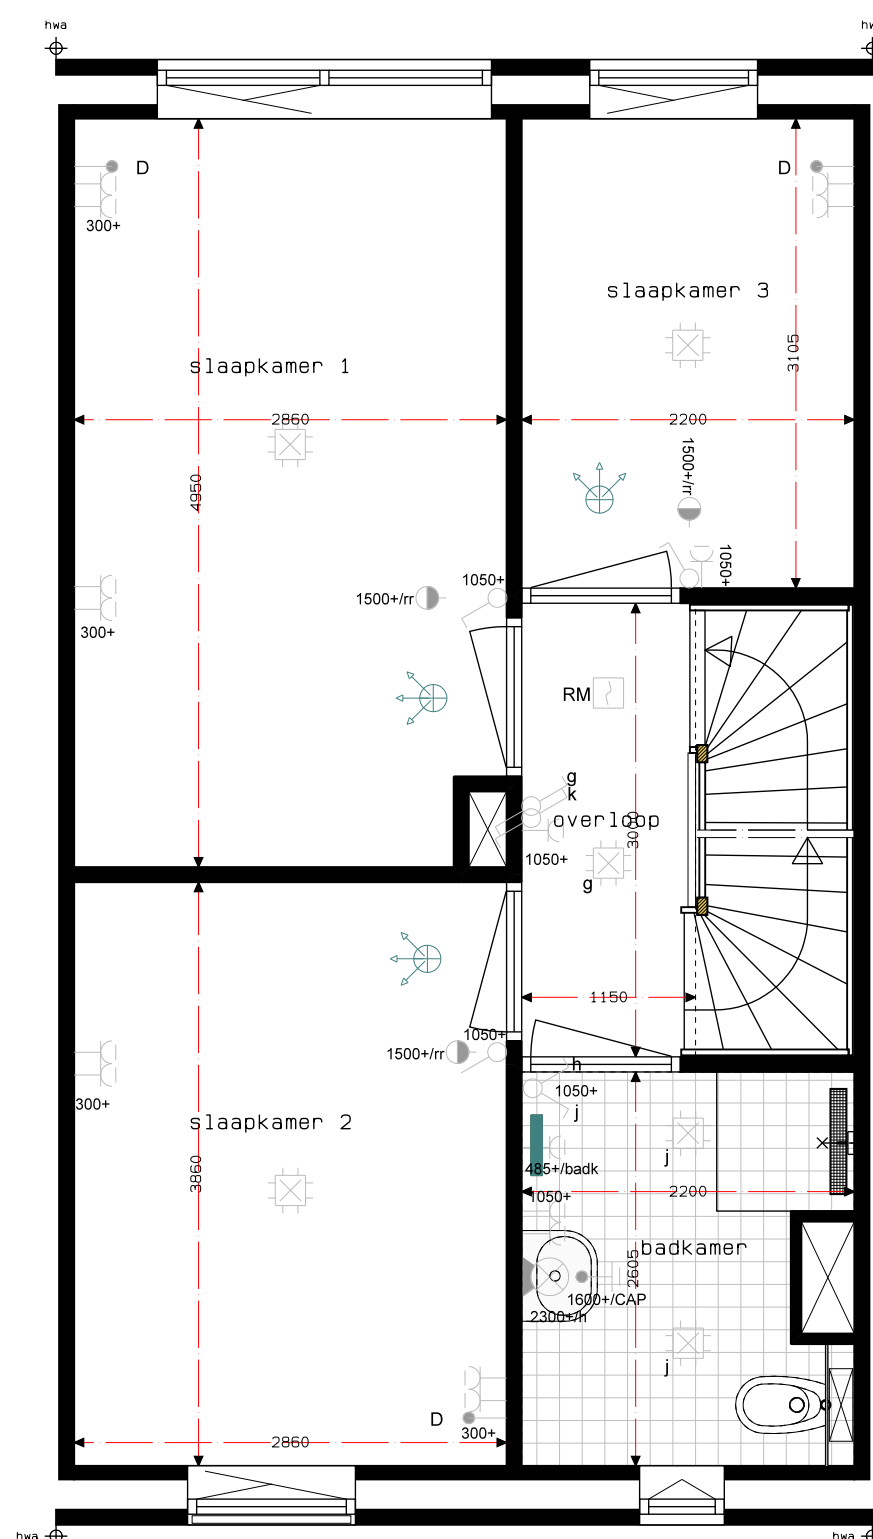 hwa
hw
D
300+
D
slaapkamer 3
3105
slaapkamer 1
2860
2200
4950
1500+/rr
1050+
1050+
1500+/rr
300+
RM
g
k
overloop
3000
1050+
g
1150
1050+
1500+/rr
h
1050+
300+
j
slaapkamer 2
j
485+/badk
3860
2200
1050+
badkamer
2605
1600+/CAP
2300+/h
j
D
300+
2860
hwa
hwa